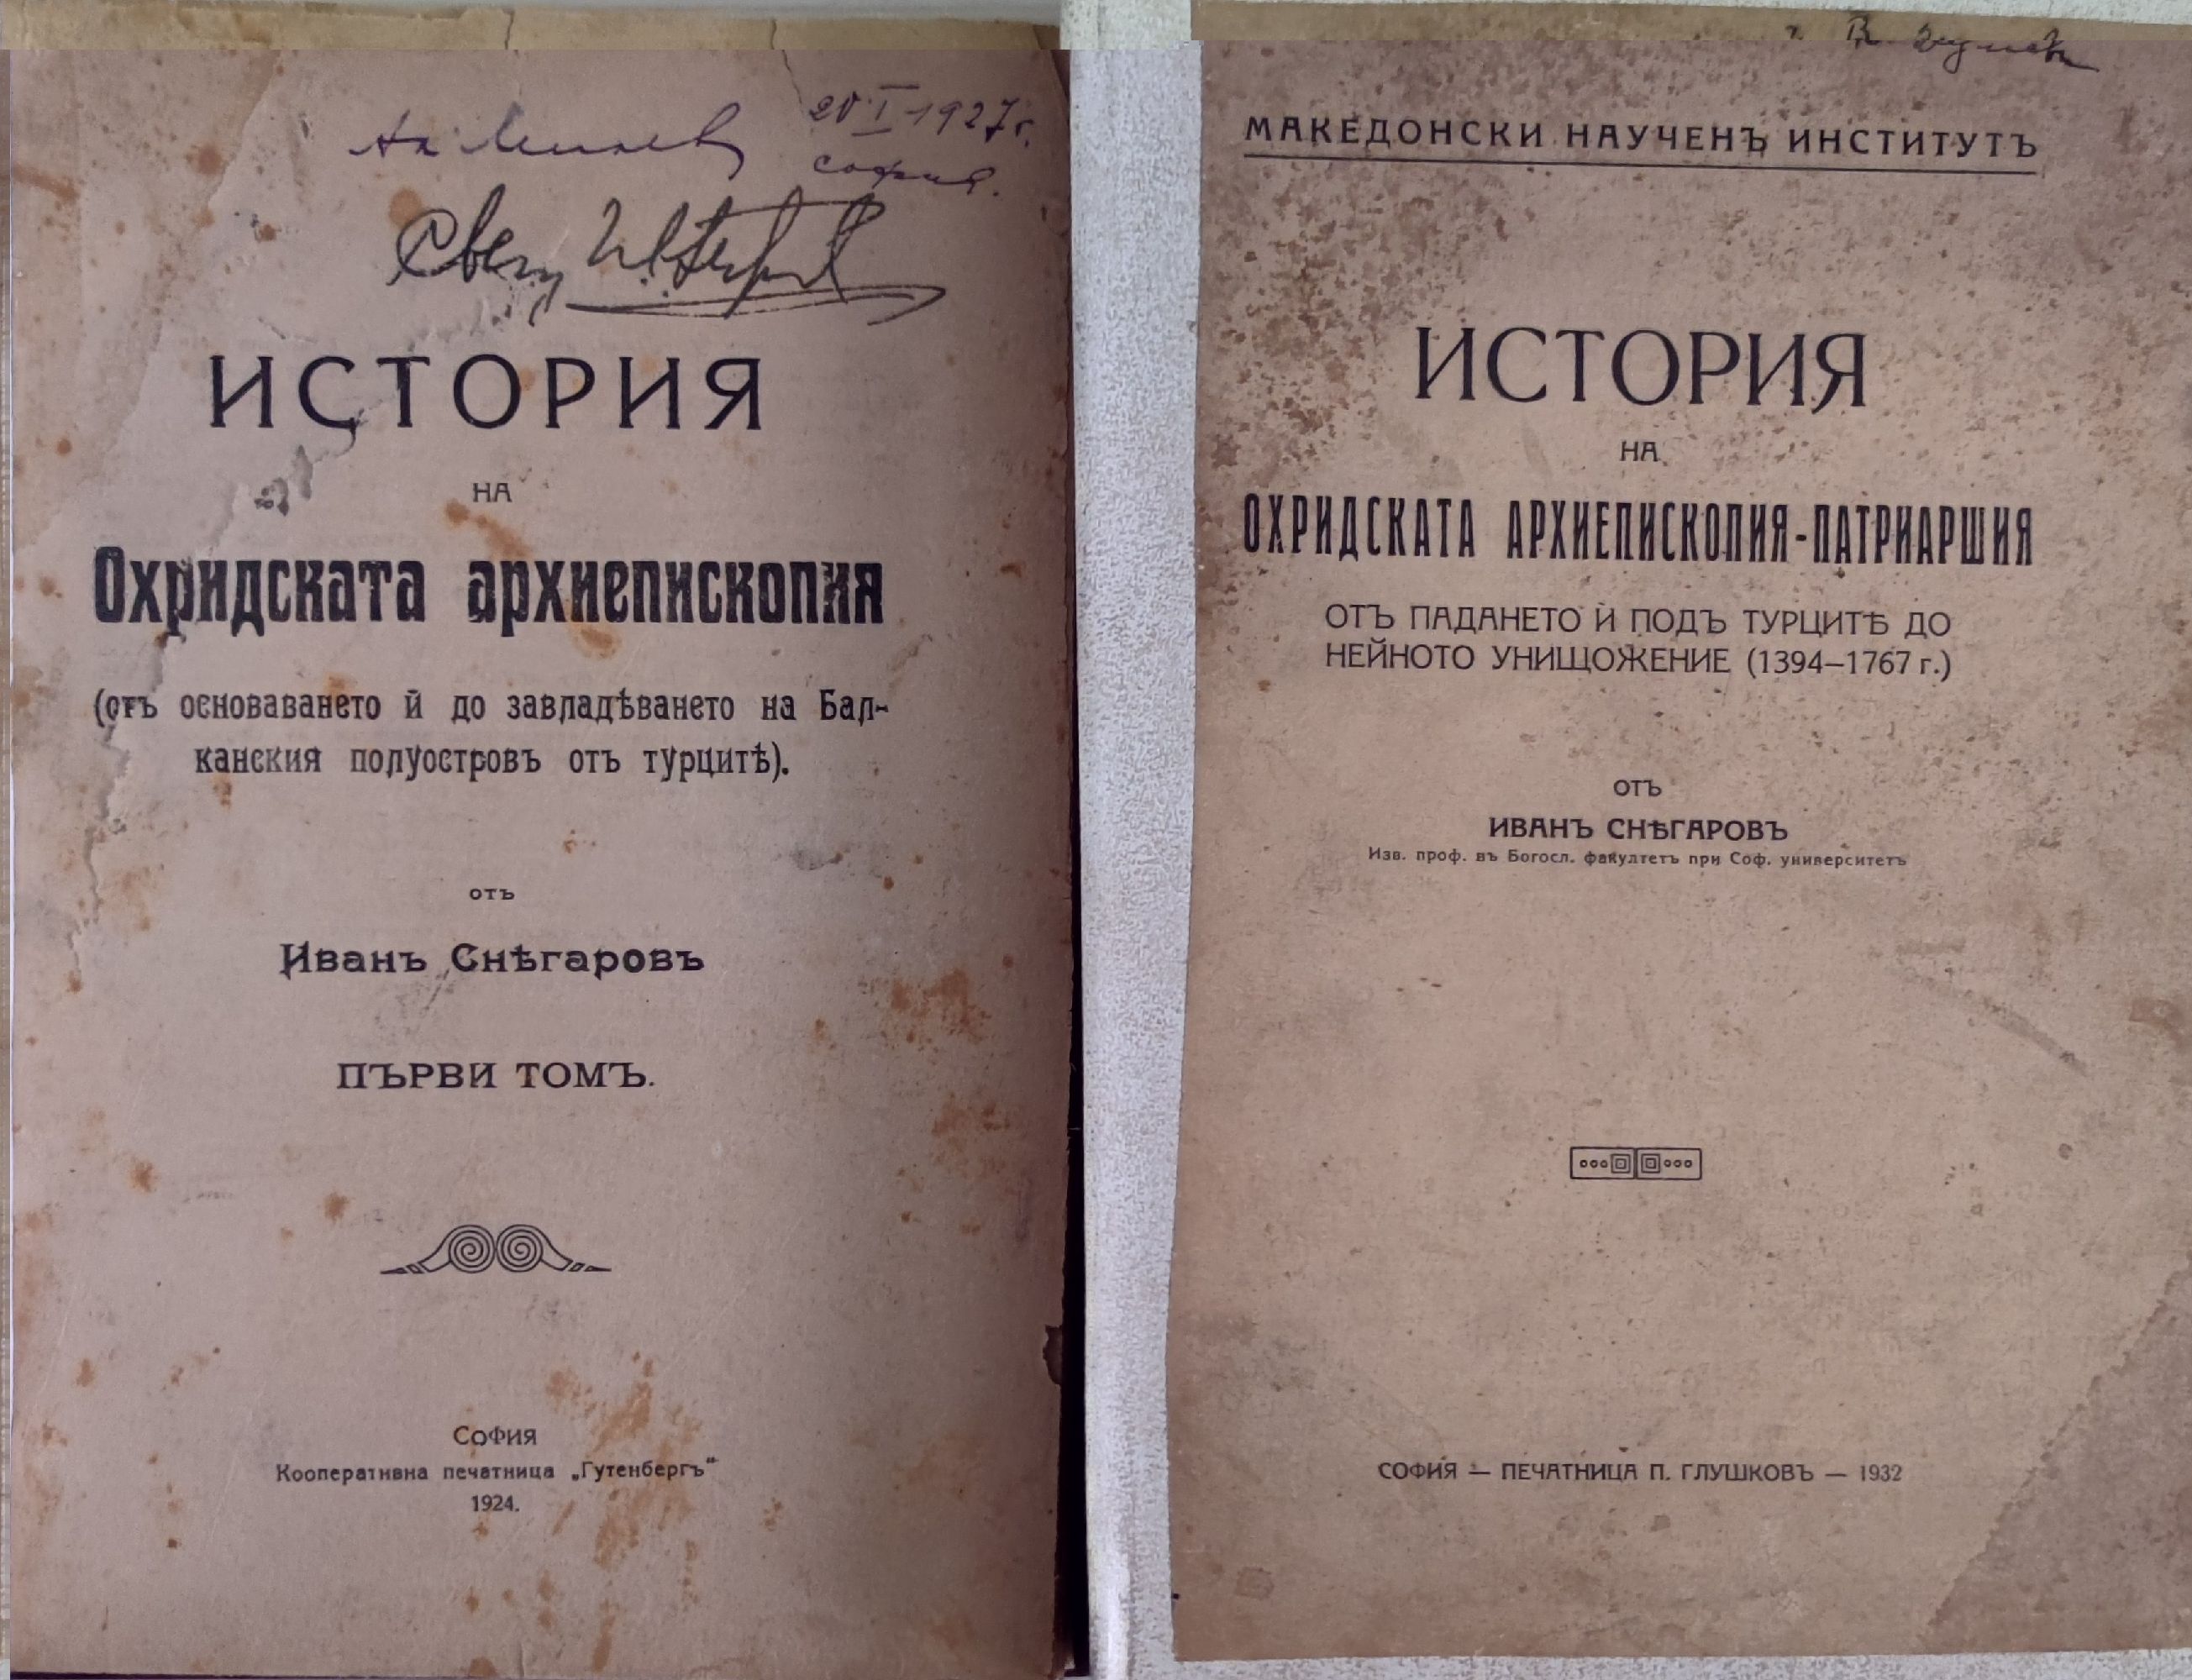 20 I 1927 г.
София.
ИСТОРИЯ
НА
Охридската архиепископия
(отъ основаването ѝ до завладѣването на Бал-
канския полуостровъ отъ турцитѣ).
отъ
Иванъ Снѣгаровъ
ПЪРВИ ТОМЪ.
София
Кооперативна печатница „Гутенбергъ“
1924.
МАКЕДОНСКИ НАУЧЕНЪ ИНСТИТУТЪ
ИСТОРИЯ
НА
ОХРИДСКАТА АРХИЕПИСКОПИЯ-ПАТРИАРШИЯ
ОТЪ ПАДАНЕТО Ѝ ПОДЪ ТУРЦИТѢ ДО
НЕЙНОТО УНИЩОЖЕНИЕ (1394–1767 г.)
ОТЪ
ИВАНЪ СНѢГАРОВЪ
Изв. проф. въ Богосл. факултетъ при Соф. университетъ
СОФИЯ — ПЕЧАТНИЦА П. ГЛУШКОВЪ — 1932